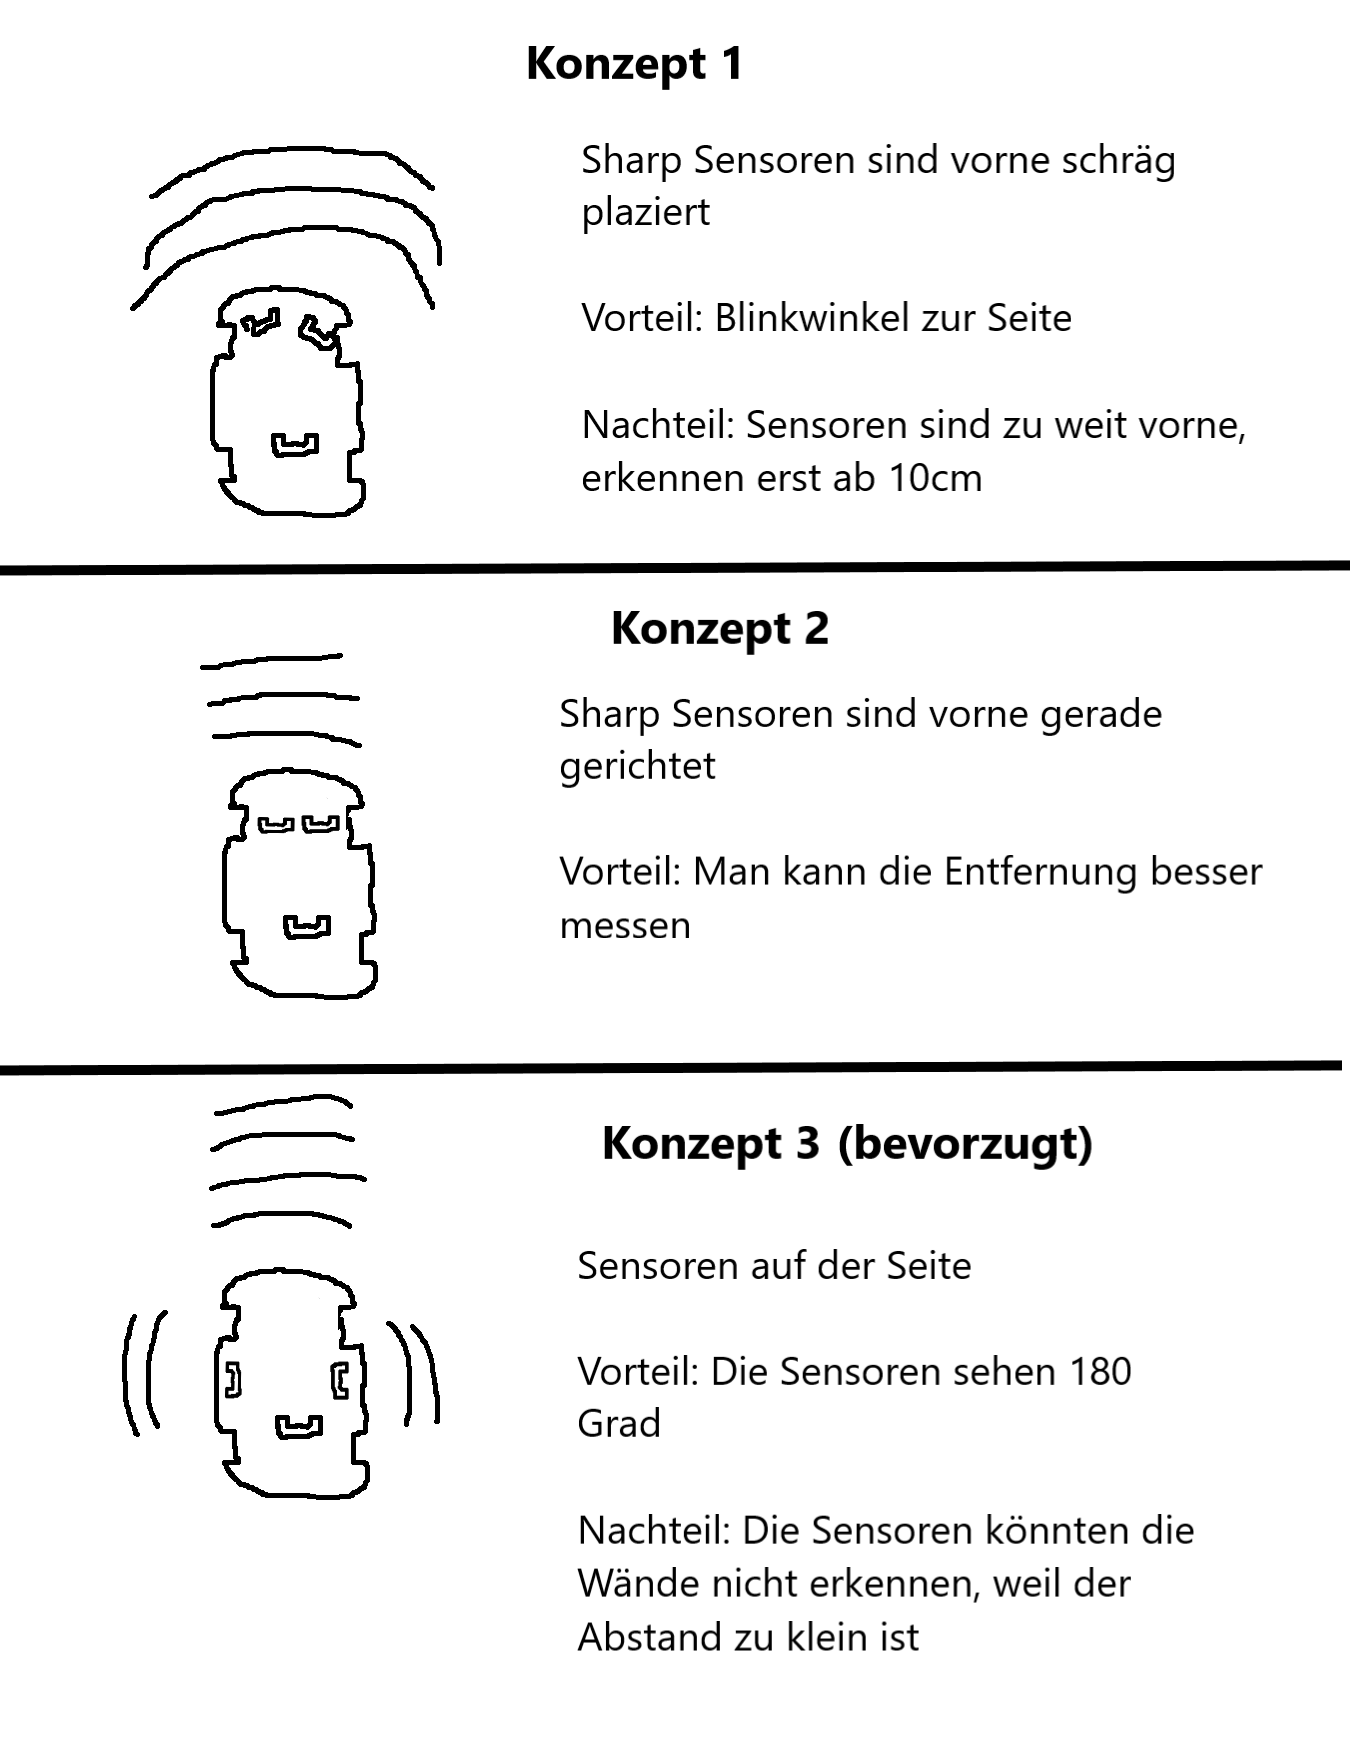 Konzept 1
Sharp Sensoren sind vorne schräg
plaziert
Vorteil: Blinkwinkel zur Seite
Nachteil: Sensoren sind zu weit vorne,
erkennen erst ab 10cm
Konzept 2
Sharp Sensoren sind vorne gerade
gerichtet
Vorteil: Man kann die Entfernung besser
messen
Konzept 3 (bevorzugt)
Sensoren auf der Seite
Vorteil: Die Sensoren sehen 180
Grad
Nachteil: Die Sensoren könnten die
Wände nicht erkennen, weil der
Abstand zu klein ist